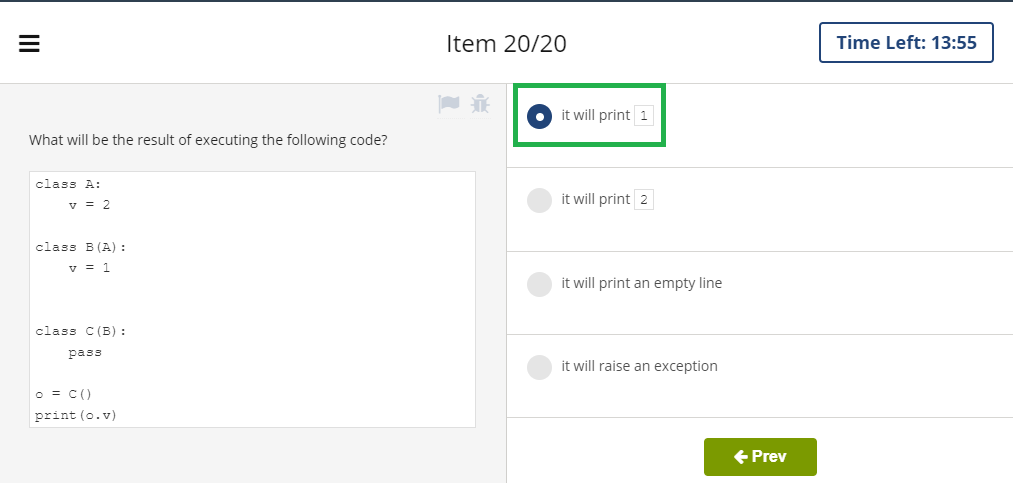 Item 20/20
Time Left: 13:55
What will be the result of executing the following code?
class A:
    v = 2
class B(A):
    v = 1
class C(B):
    pass
o = C()
print(o.v)
it will print 1
it will print 2
it will print an empty line
it will raise an exception
Prev